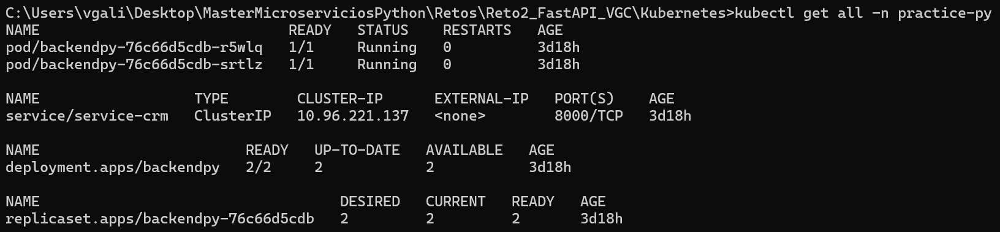 C:\Users\vgali\Desktop\MasterMicroserviciosPython\Retos\Reto2_FastAPI_VGC\Kubernetes>kubectl get all -n practice-py
NAME                             READY   STATUS    RESTARTS   AGE
pod/backendpy-76c66d5cdb-r5wlq   1/1     Running   0          3d18h
pod/backendpy-76c66d5cdb-srtlz   1/1     Running   0          3d18h

NAME                  TYPE        CLUSTER-IP      EXTERNAL-IP   PORT(S)    AGE
service/service-crm   ClusterIP   10.96.221.137   <none>        8000/TCP   3d18h

NAME                        READY   UP-TO-DATE   AVAILABLE   AGE
deployment.apps/backendpy   2/2     2            2           3d18h

NAME                                   DESIRED   CURRENT   READY   AGE
replicaset.apps/backendpy-76c66d5cdb   2         2         2       3d18h